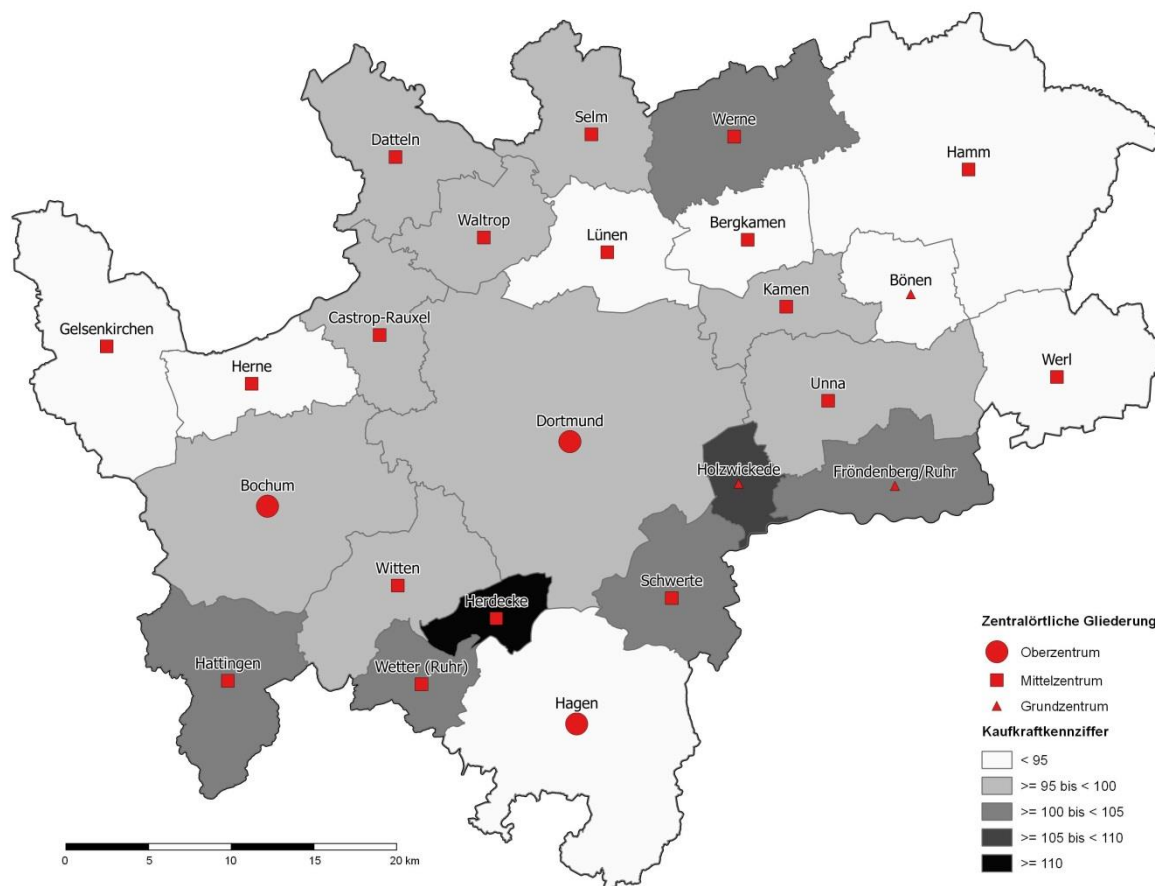 Selm
Werne
Datteln
Hamm
Waltrop
Bergkamen
Lünen
Bönen
Kamen
Castrop-Rauxel
Gelsenkirchen
Herne
Werl
Unna
Dortmund
Holzwickede
Fröndenberg/Ruhr
Bochum
Witten
Schwerte
Herdecke
Hattingen
Wetter (Ruhr)
Hagen
Zentralörtliche Gliederung
Oberzentrum
Mittelzentrum
Grundzentrum
Kaufkraftkennziffer
< 95
>= 95 bis < 100
>= 100 bis < 105
>= 105 bis < 110
>= 110
0 5 10 15 20 km